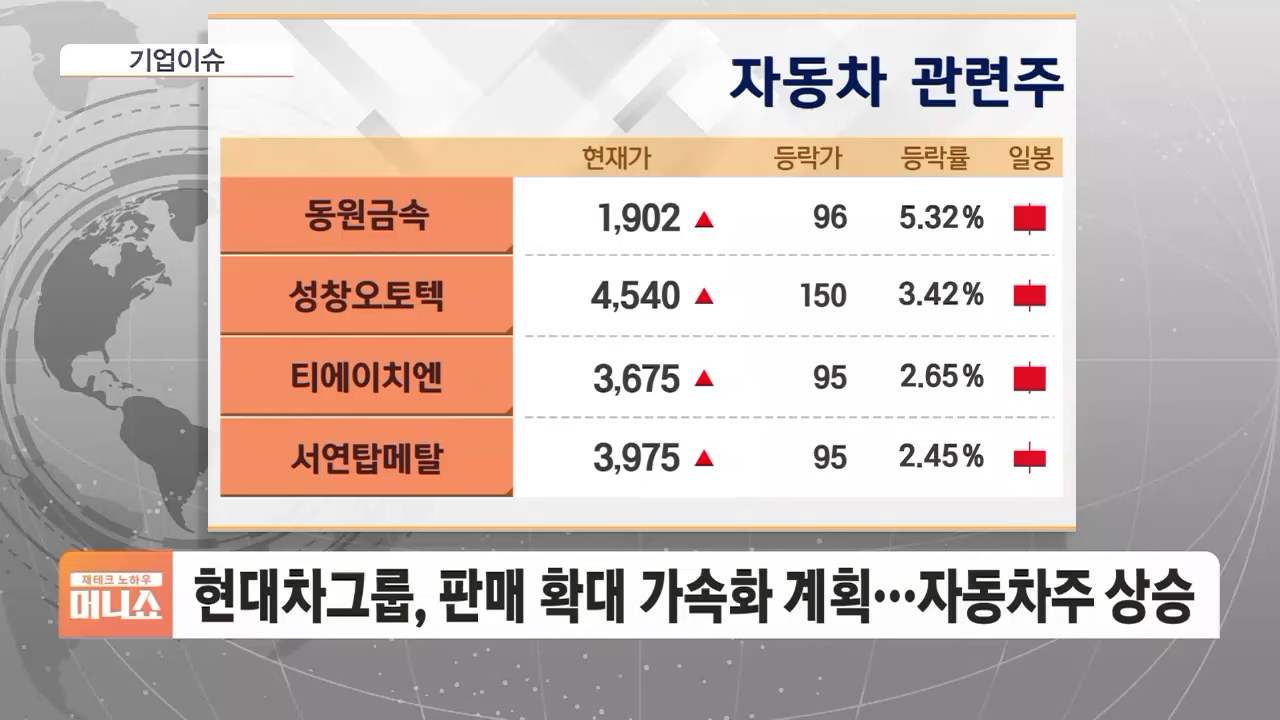 기업이슈
자동차 관련주
현재가 등락가 등락률 일봉
동원금속 1,902 ▲ 96 5.32%
성창오토텍 4,540 ▲ 150 3.42%
티에이치엔 3,675 ▲ 95 2.65%
서연탑메탈 3,975 ▲ 95 2.45%
재테크 노하우
머니쇼
현대차그룹, 판매 확대 가속화 계획…자동차주 상승